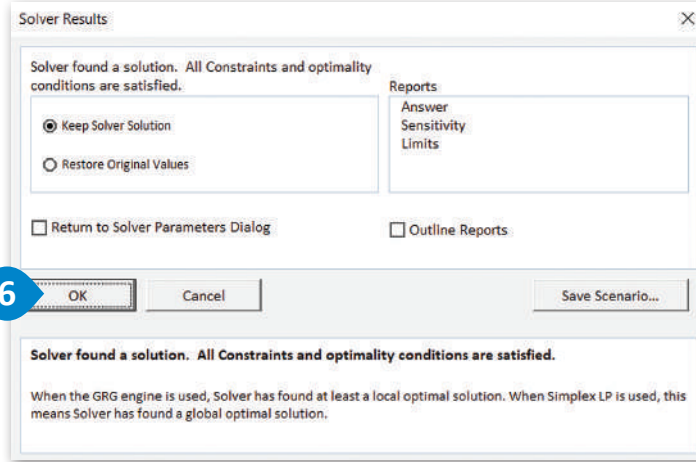 Solver Results
Solver found a solution. All Constraints and optimality
conditions are satisfied.
Reports
Answer
Sensitivity
Limits
Keep Solver Solution
Restore Original Values
Return to Solver Parameters Dialog
Outline Reports
6
OK
Cancel
Save Scenario...
Solver found a solution. All Constraints and optimality conditions are satisfied.
When the GRG engine is used, Solver has found at least a local optimal solution. When Simplex LP is used, this
means Solver has found a global optimal solution.